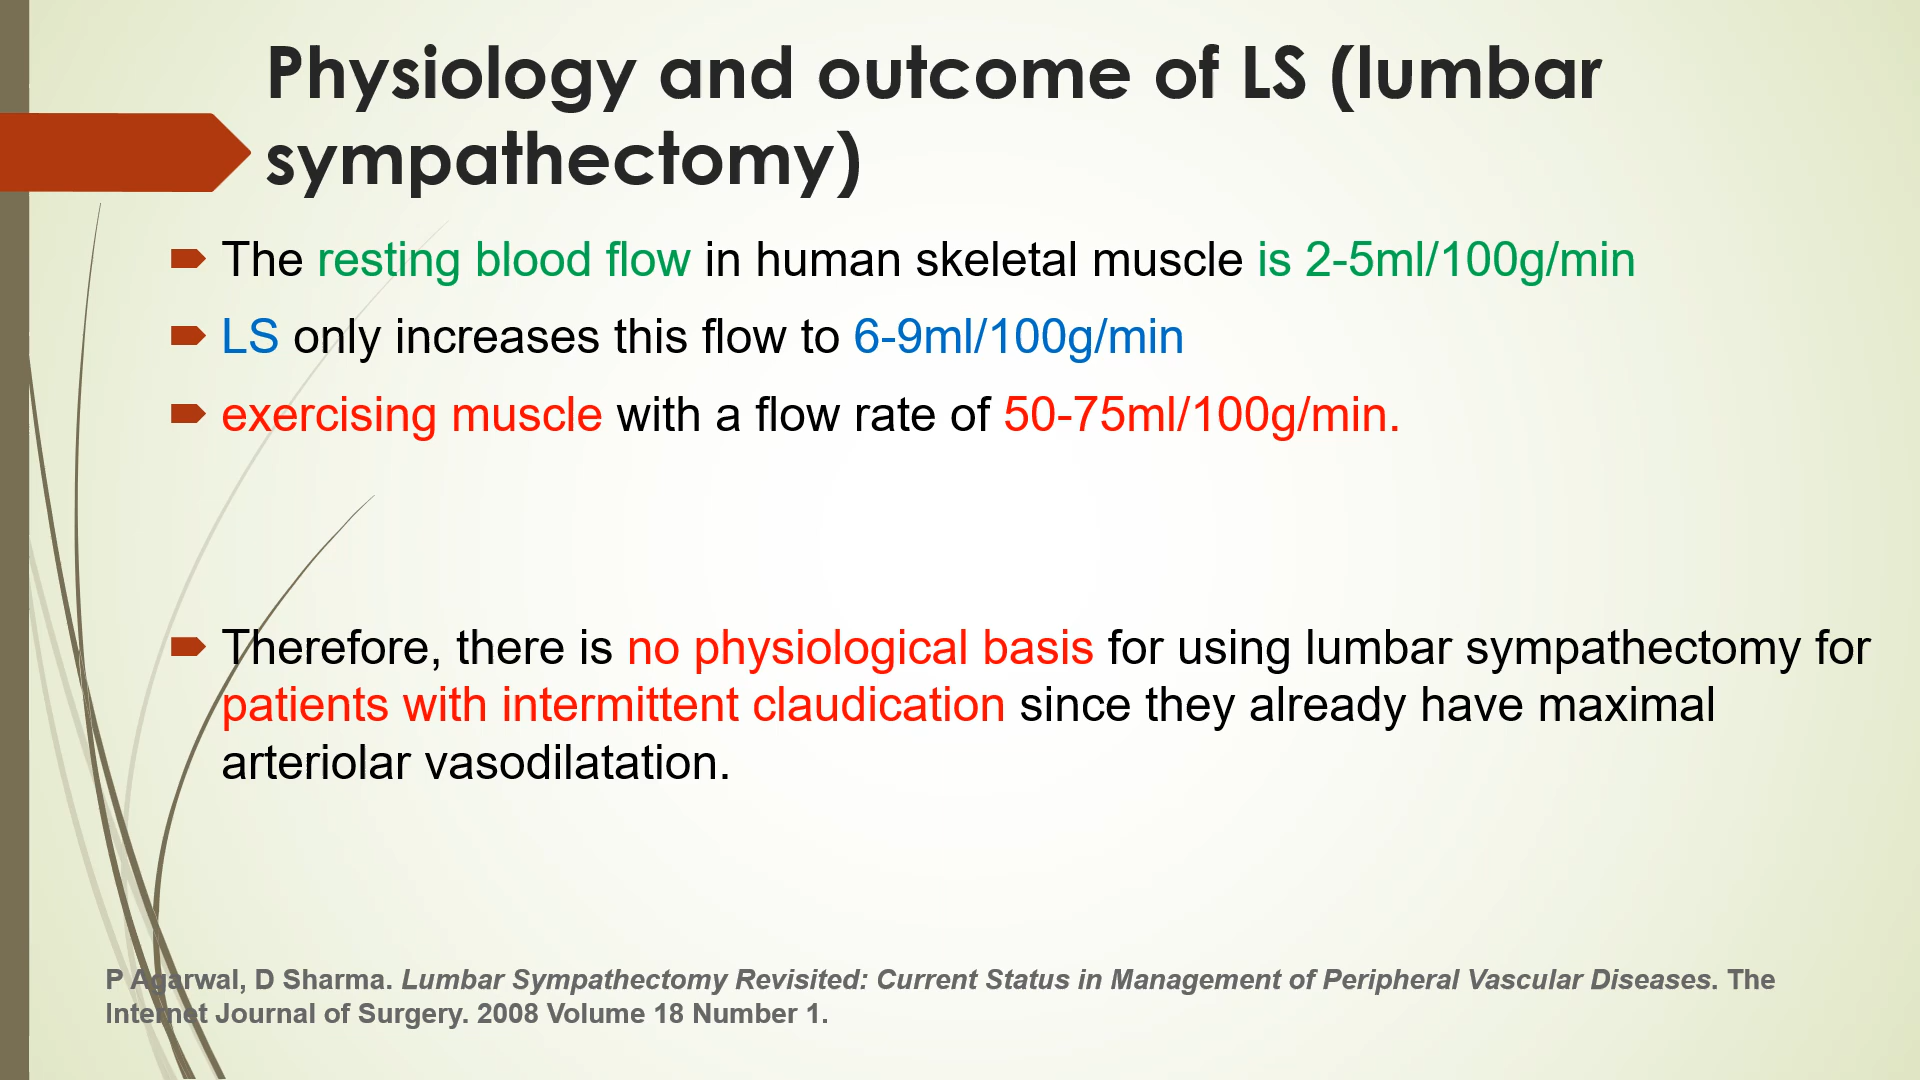 Physiology and outcome of LS (lumbar
sympathectomy)
The resting blood flow in human skeletal muscle is 2-5ml/100g/min
LS only increases this flow to 6-9ml/100g/min
exercising muscle with a flow rate of 50-75ml/100g/min.
Therefore, there is no physiological basis for using lumbar sympathectomy for
patients with intermittent claudication since they already have maximal
arteriolar vasodilatation.
P Agarwal, D Sharma. Lumbar Sympathectomy Revisited: Current Status in Management of Peripheral Vascular Diseases. The
Internet Journal of Surgery. 2008 Volume 18 Number 1.